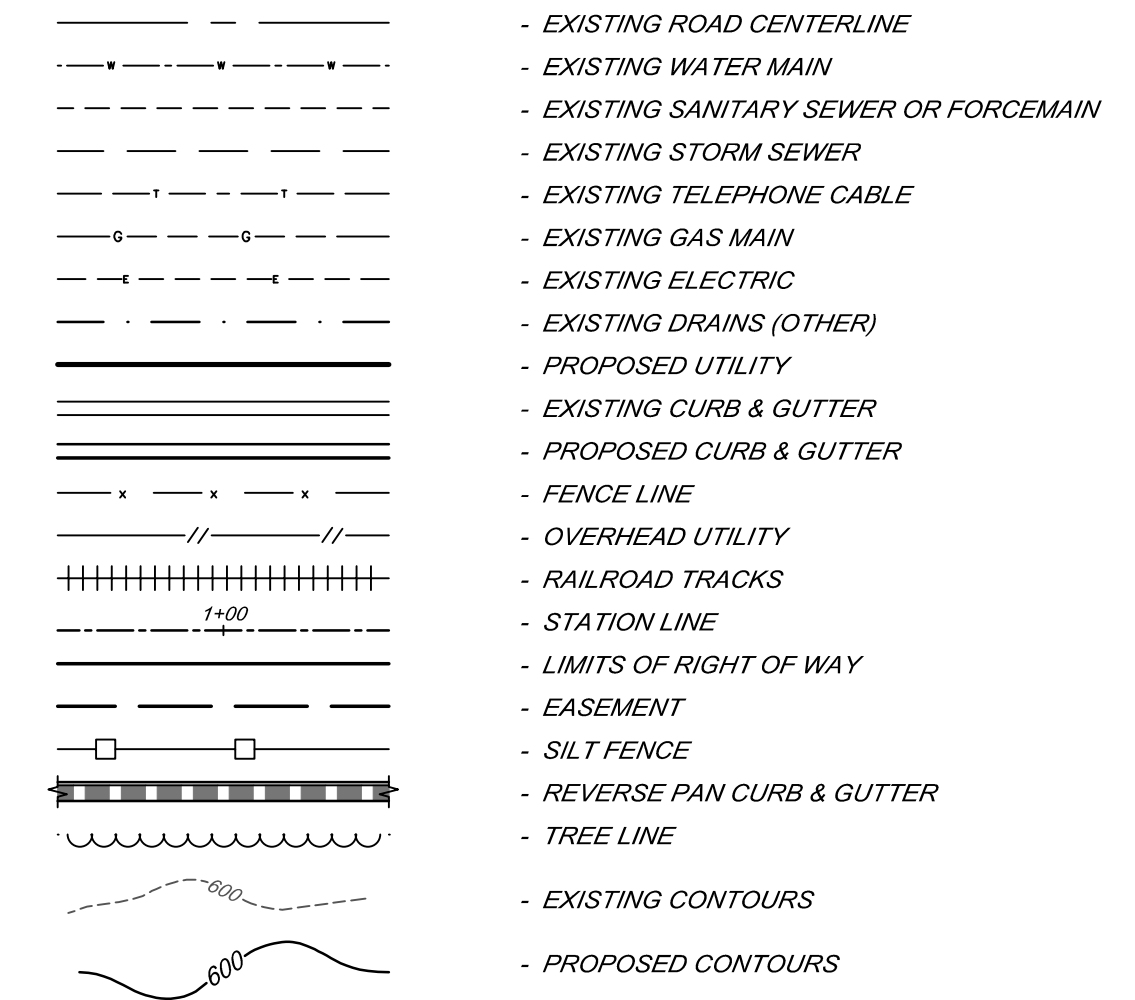 - EXISTING ROAD CENTERLINE
W W W - EXISTING WATER MAIN
- EXISTING SANITARY SEWER OR FORCEMAIN
- EXISTING STORM SEWER
T T - EXISTING TELEPHONE CABLE
G G - EXISTING GAS MAIN
E E - EXISTING ELECTRIC
- EXISTING DRAINS (OTHER)
- PROPOSED UTILITY
- EXISTING CURB & GUTTER
- PROPOSED CURB & GUTTER
x x x - FENCE LINE
// // - OVERHEAD UTILITY
- RAILROAD TRACKS
1+00 - STATION LINE
- LIMITS OF RIGHT OF WAY
- EASEMENT
- SILT FENCE
- REVERSE PAN CURB & GUTTER
- TREE LINE
600 - EXISTING CONTOURS
600 - PROPOSED CONTOURS